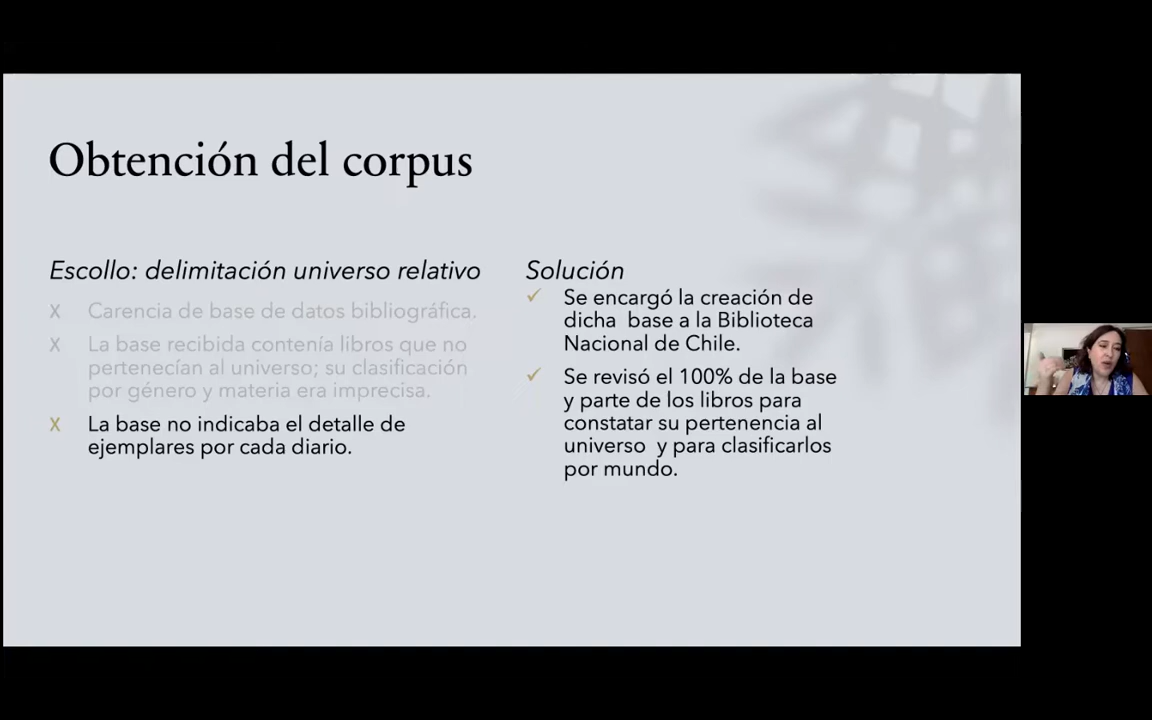 Obtención del corpus
Escollo: delimitación universo relativo
X Carencia de base de datos bibliográfica.
X La base recibida contenía libros que no
pertenecían al universo; su clasificación
por género y materia era imprecisa.
X La base no indicaba el detalle de
ejemplares por cada diario.
Solución
✓ Se encargó la creación de
dicha base a la Biblioteca
Nacional de Chile.
✓ Se revisó el 100% de la base
y parte de los libros para
constatar su pertenencia al
universo y para clasificarlos
por mundo.